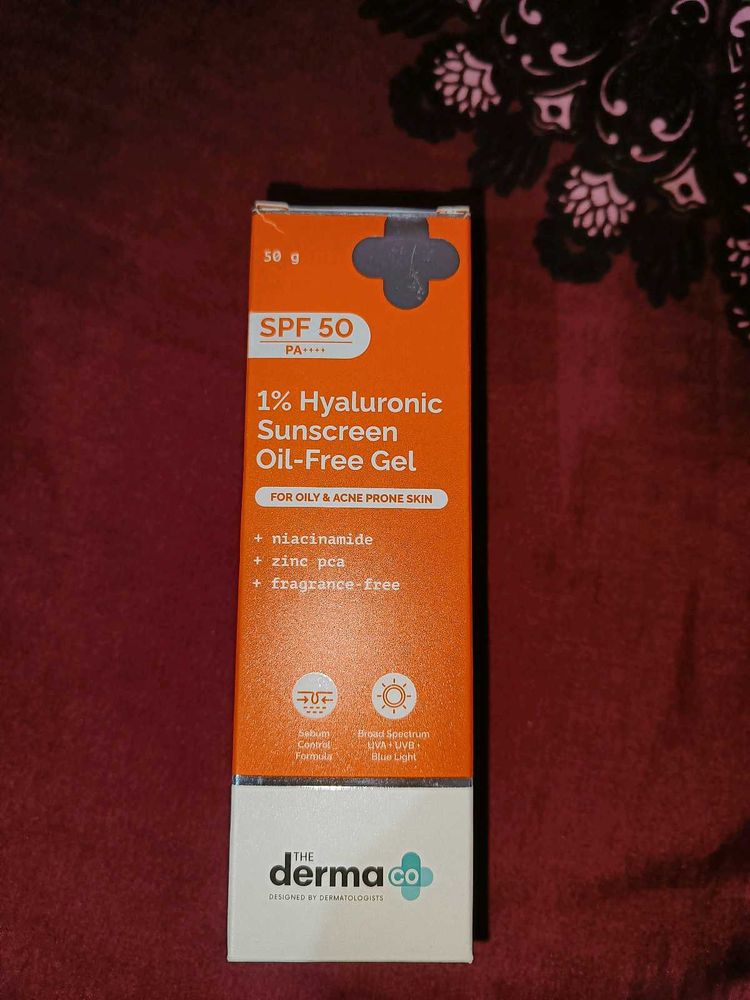 50 g
SPF 50
PA++++
1% Hyaluronic
Sunscreen
Oil-Free Gel
FOR OILY & ACNE PRONE SKIN
+ niacinamide
+ zinc pca
+ fragrance-free
Sebum
Control
Formula
Broad Spectrum
UVA + UVB +
Blue Light
THE
derma co
DESIGNED BY DERMATOLOGISTS